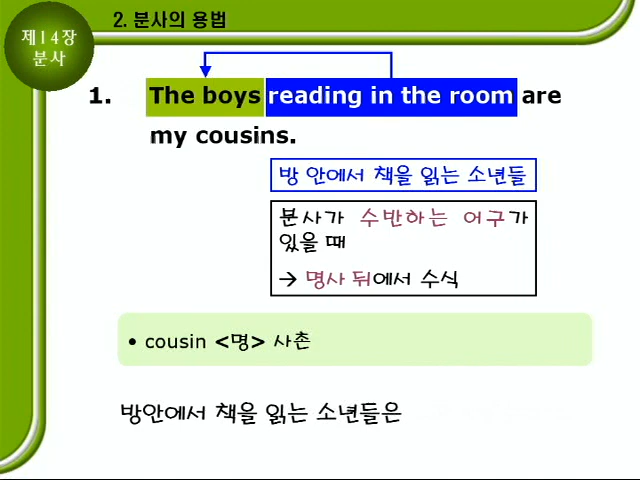 제14장
분사
2. 분사의 용법
1. The boys reading in the room are
my cousins.
방 안에서 책을 읽는 소년들
분사가 수반하는 어구가
있을 때
→ 명사 뒤에서 수식
• cousin <명> 사촌
방안에서 책을 읽는 소년들은